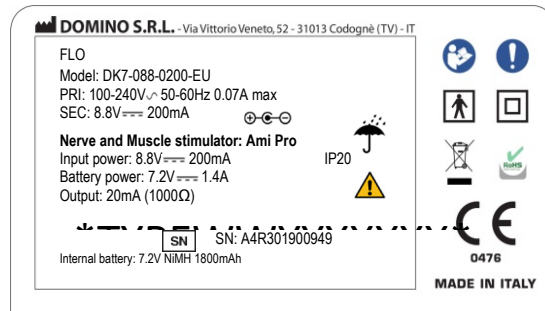 DOMINO S.R.L. - Via Vittorio Veneto, 52 - 31013 Codognè (TV) - IT
FLO
Model: DK7-088-0200-EU
PRI: 100-240V∿ 50-60Hz 0.07A max
SEC: 8.8V⎓ 200mA
Nerve and Muscle stimulator: Ami Pro
Input power: 8.8V⎓ 200mA
IP20
Battery power: 7.2V⎓ 1.4A
Output: 20mA (1000Ω)
SN SN: A4R301900949
Internal battery: 7.2V NiMH 1800mAh
RoHS
CE
0476
MADE IN ITALY